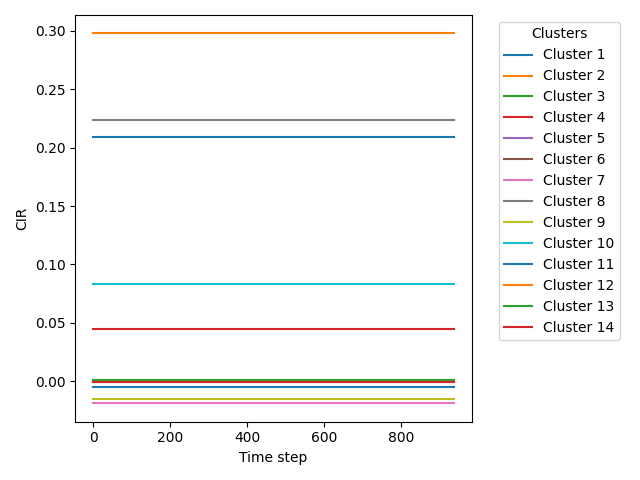 0.30
0.25
0.20
0.15
0.10
0.05
0.00
CIR
0 200 400 600 800
Time step
Clusters
Cluster 1
Cluster 2
Cluster 3
Cluster 4
Cluster 5
Cluster 6
Cluster 7
Cluster 8
Cluster 9
Cluster 10
Cluster 11
Cluster 12
Cluster 13
Cluster 14